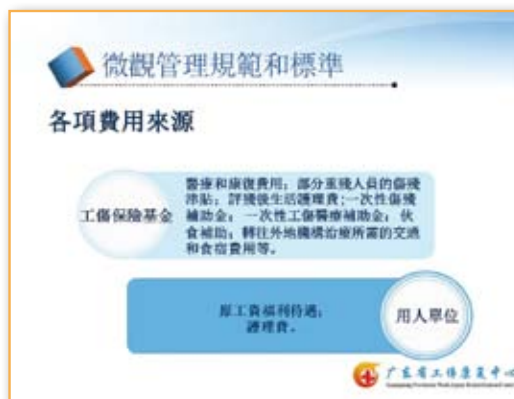 微觀管理規範和標準
各項費用來源
工傷保險基金
醫療和康復費用；部分重殘人員的傷殘
津貼；評殘後生活護理費；一次性傷殘
補助金；一次性工傷醫療補助金；伙
食補助；轉往外地機構治療所需的交通
和食宿費用等。
原工資福利待遇；
護理費。
用人單位
广东省工伤康复中心